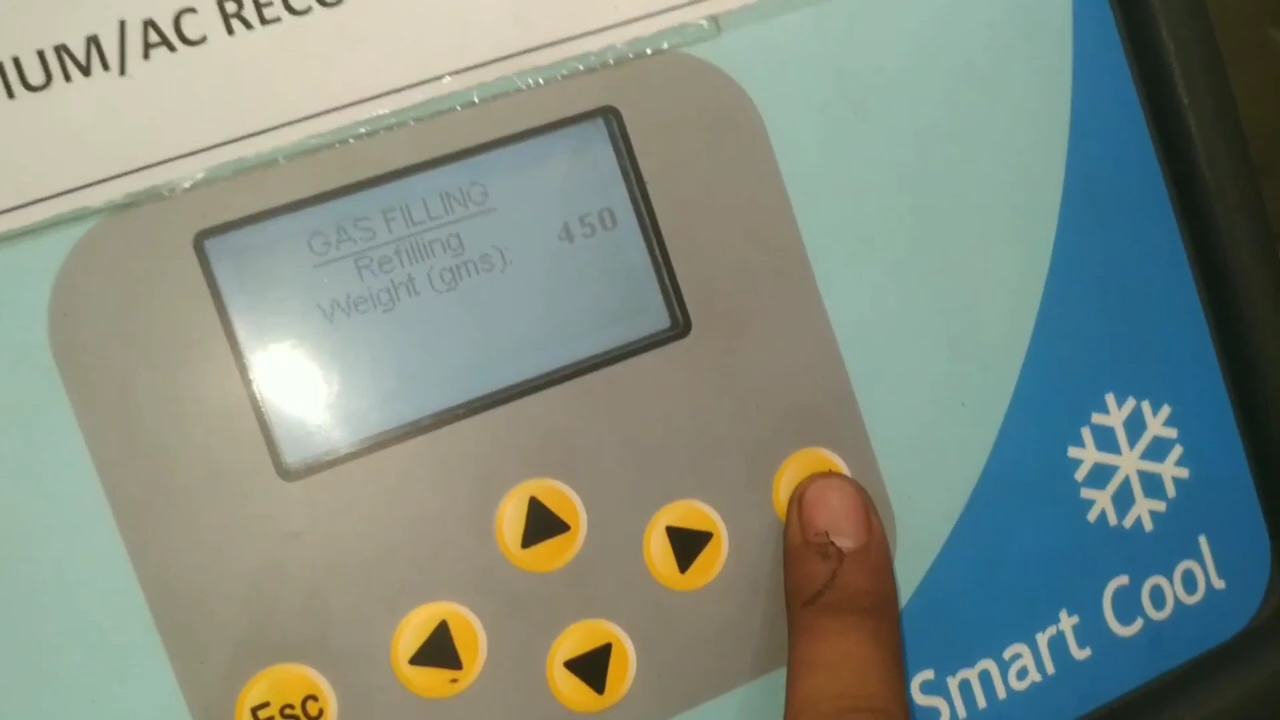 IUM/AC RECO
GAS FILLING
Refilling
Weight (gms):
450
Esc
Smart Cool